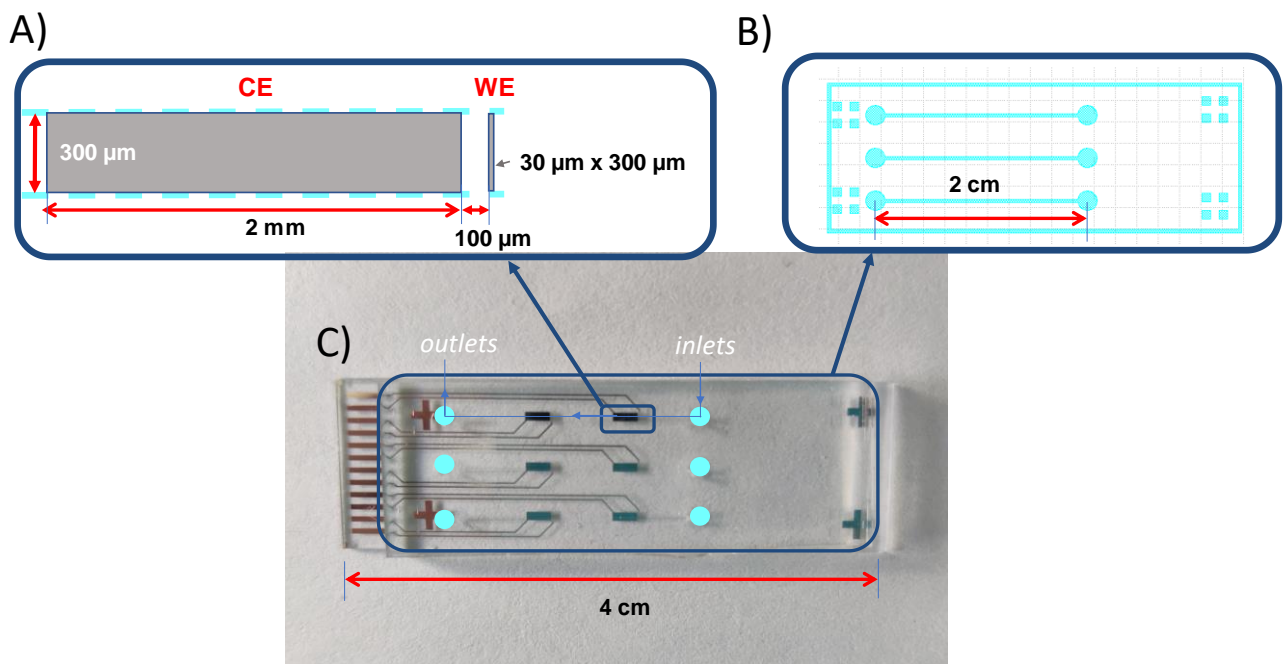 A)
B)
CE
WE
300 µm
30 µm x 300 µm
2 mm
100 µm
2 cm
C)
outlets
inlets
4 cm